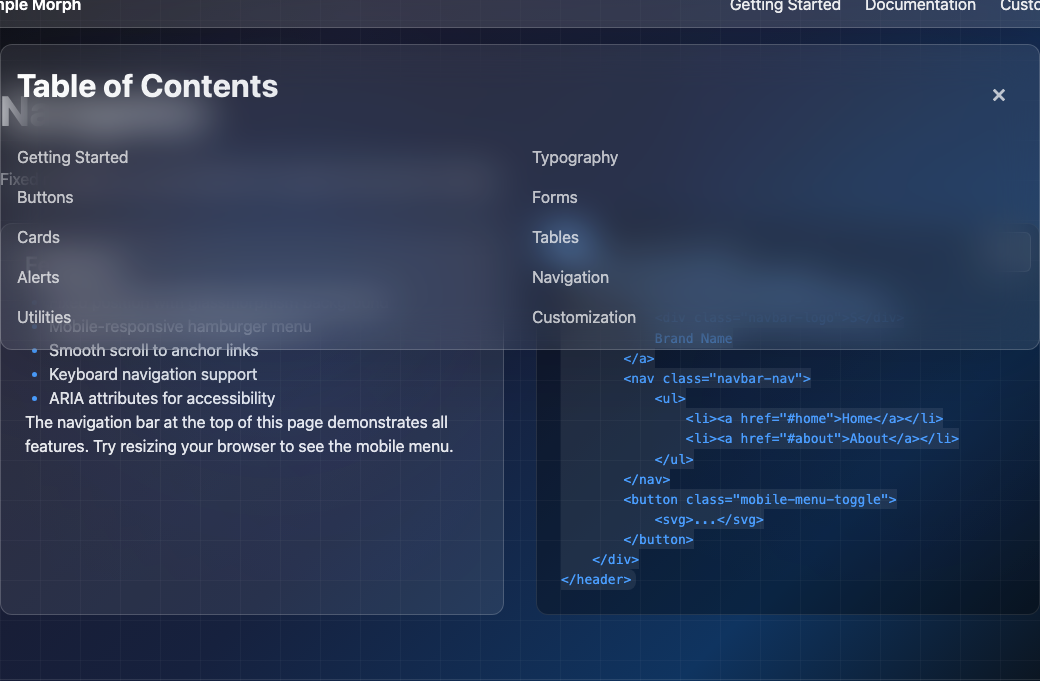 mple Morph
Getting Started
Documentation
Custo
Table of Contents
×
Getting Started
Typography
Fixed
Buttons
Forms
Cards
Tables
Alerts
Navigation
Utilities
Customization
Mobile-responsive hamburger menu
Smooth scroll to anchor links
Keyboard navigation support
ARIA attributes for accessibility
The navigation bar at the top of this page demonstrates all
features. Try resizing your browser to see the mobile menu.
Brand Name
</a>
<nav class="navbar-nav">
<ul>
<li><a href="#home">Home</a></li>
<li><a href="#about">About</a></li>
</ul>
</nav>
<button class="mobile-menu-toggle">
<svg>...</svg>
</button>
</div>
</header>